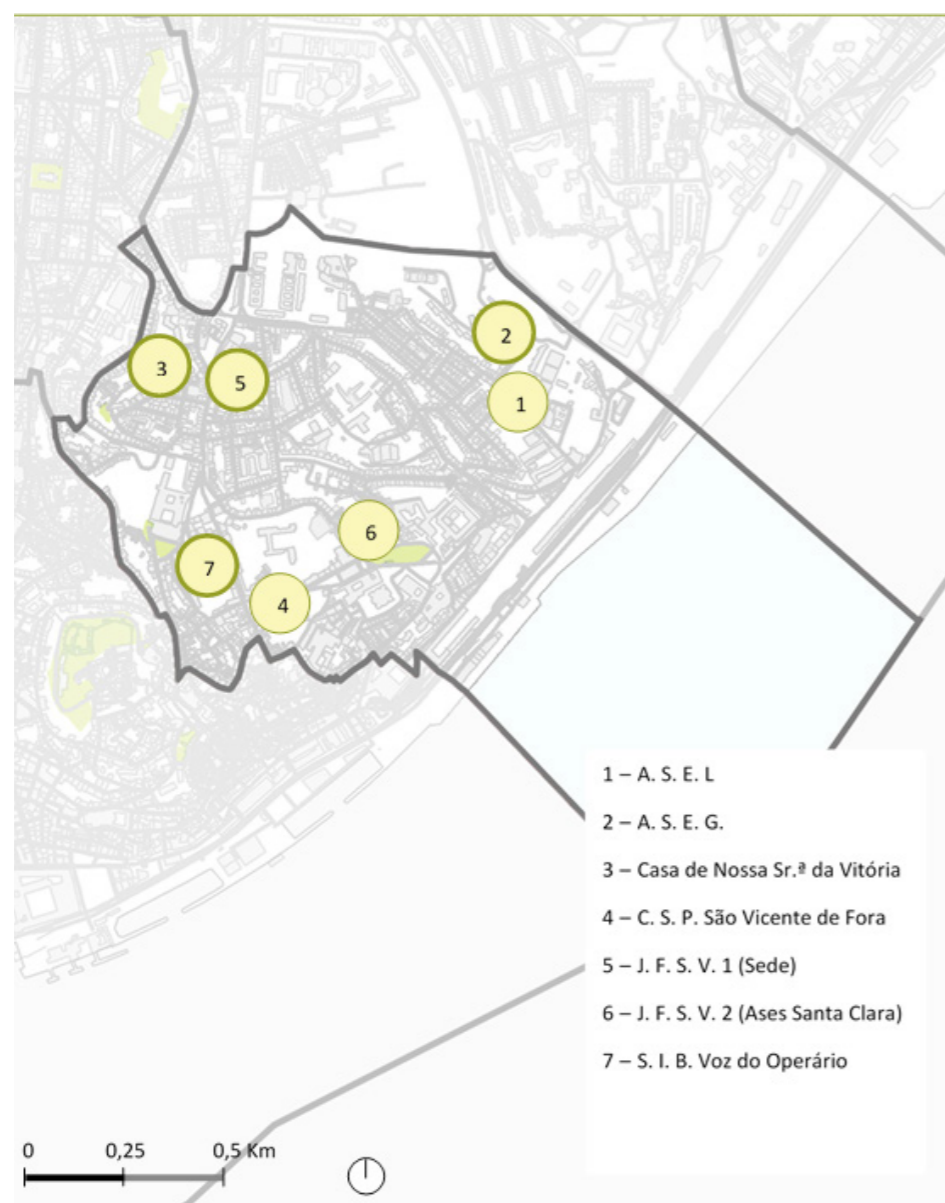 2
3
5
1
6
7
4
1 – A. S. E. L
2 – A. S. E. G.
3 – Casa de Nossa Sr.ª da Vitória
4 – C. S. P. São Vicente de Fora
5 – J. F. S. V. 1 (Sede)
6 – J. F. S. V. 2 (Ases Santa Clara)
7 – S. I. B. Voz do Operário
0 0,25 0,5 Km